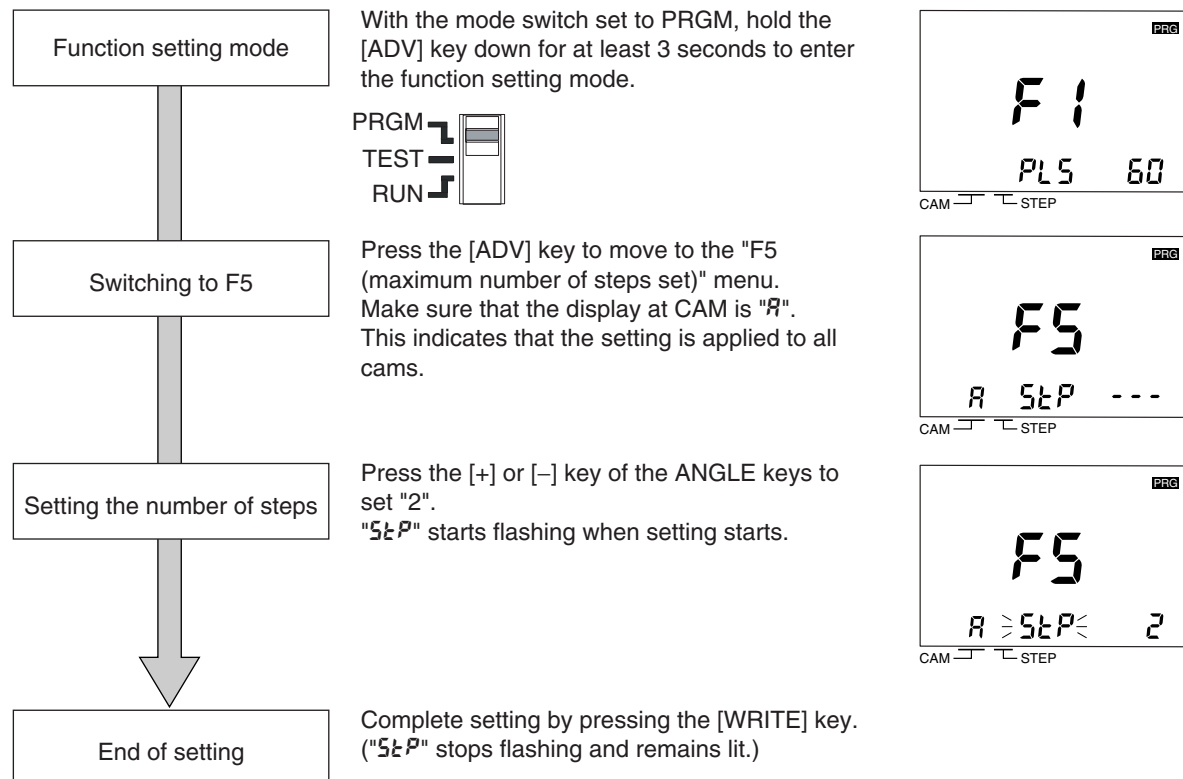 Function setting mode
With the mode switch set to PRGM, hold the
[ADV] key down for at least 3 seconds to enter
the function setting mode.
PRGM
TEST
RUN
PRG
F1
PLS 60
CAM STEP
Switching to F5
Press the [ADV] key to move to the "F5
(maximum number of steps set)" menu.
Make sure that the display at CAM is "A".
This indicates that the setting is applied to all
cams.
PRG
F5
A StP ---
CAM STEP
Setting the number of steps
Press the [+] or [−] key of the ANGLE keys to
set "2".
"StP" starts flashing when setting starts.
PRG
F5
A StP 2
CAM STEP
End of setting
Complete setting by pressing the [WRITE] key.
("StP" stops flashing and remains lit.)